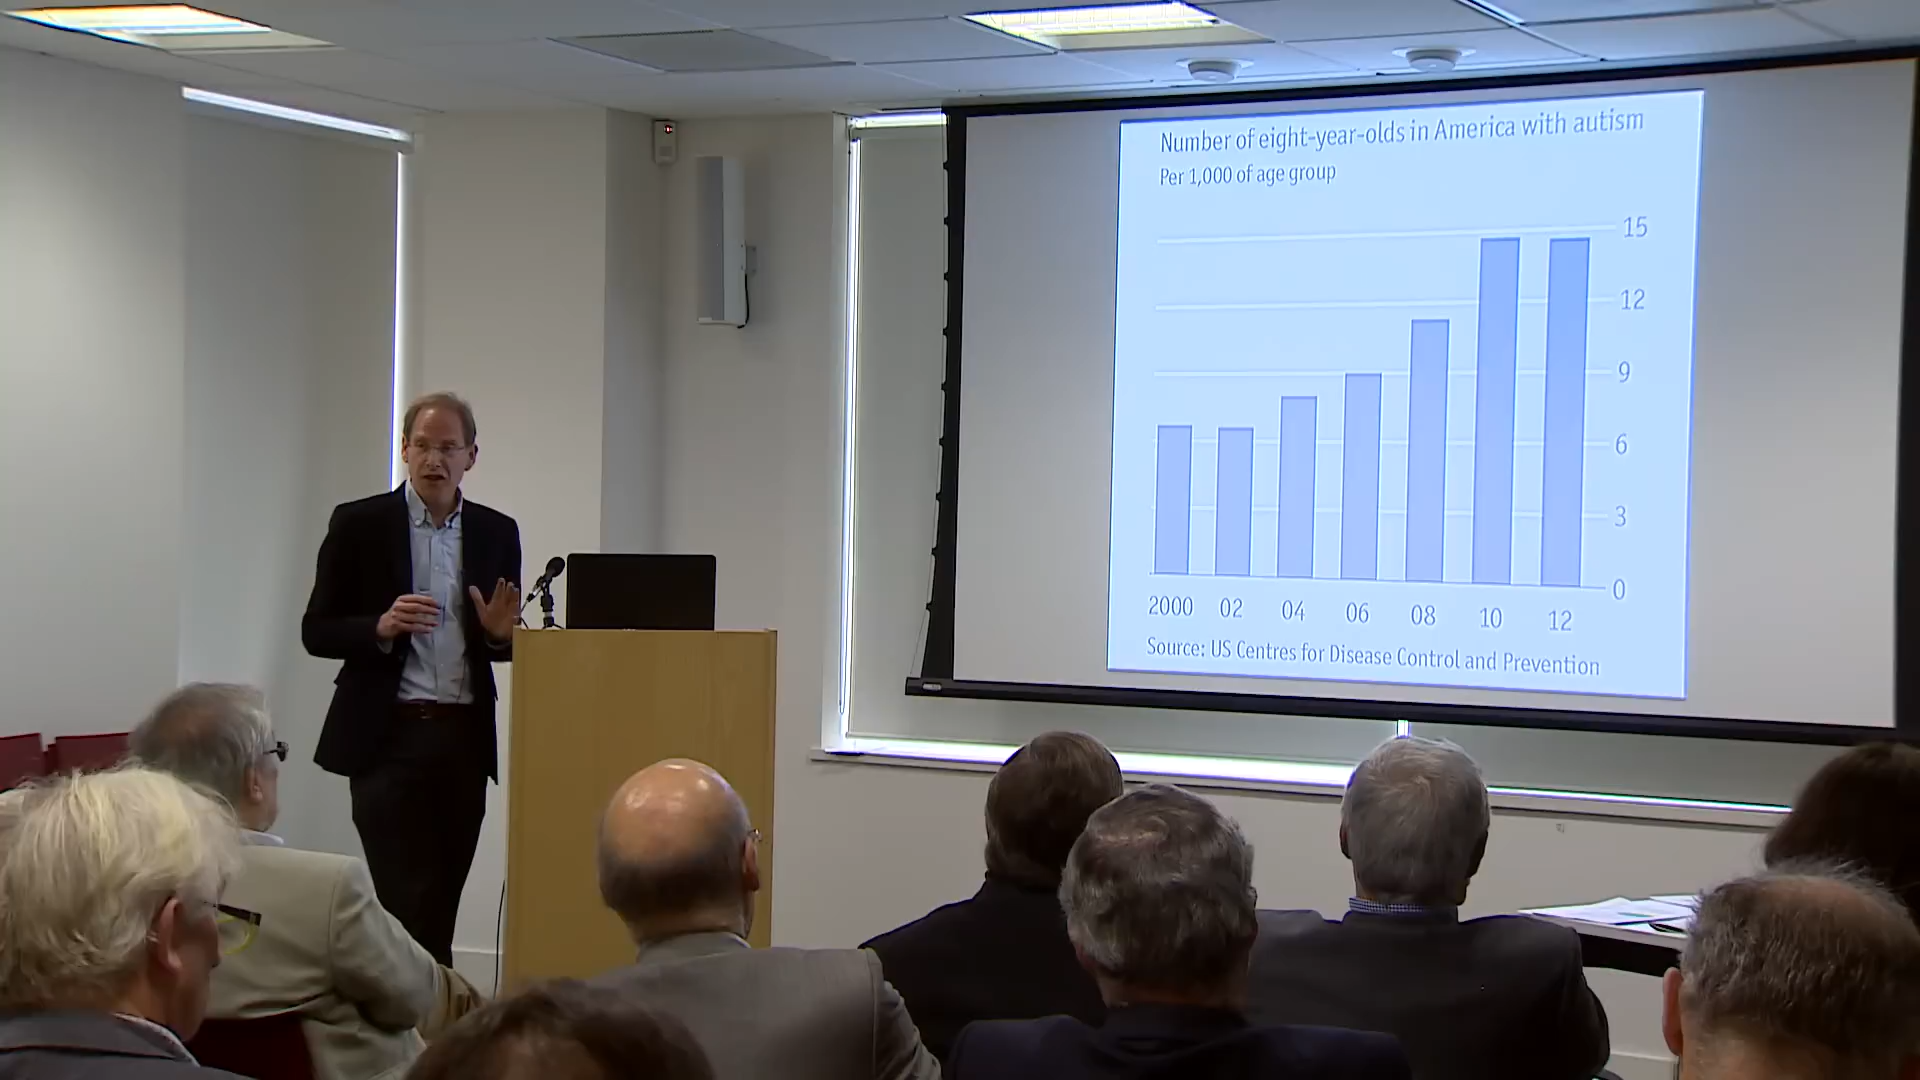 Number of eight-year-olds in America with autism
Per 1,000 of age group
15
12
9
6
3
0
2000 02 04 06 08 10 12
Source: US Centres for Disease Control and Prevention